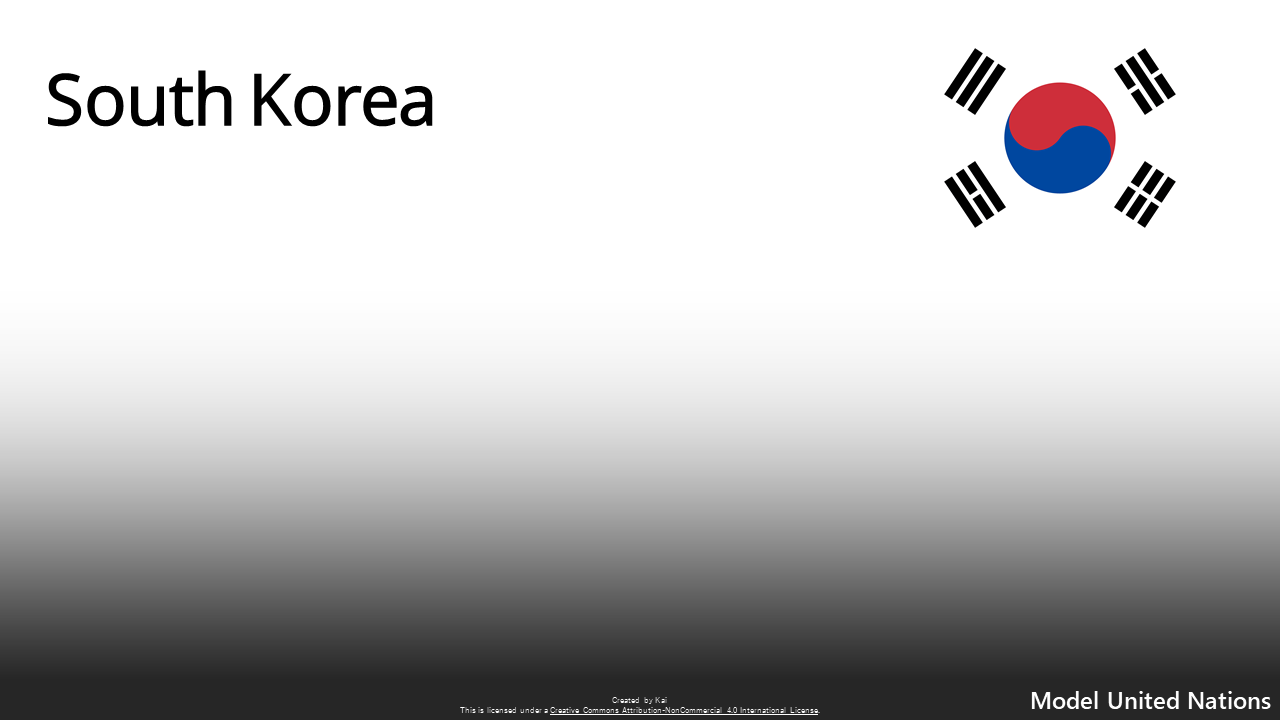 South Korea
Created by Kai
This is licensed under a Creative Commons Attribution-NonCommercial 4.0 International License.
Model United Nations